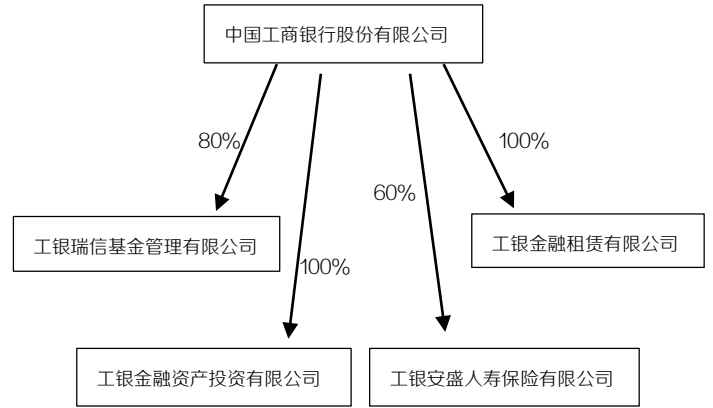 中国工商银行股份有限公司
80%
100%
60%
工银瑞信基金管理有限公司
工银金融租赁有限公司
100%
工银金融资产投资有限公司
工银安盛人寿保险有限公司